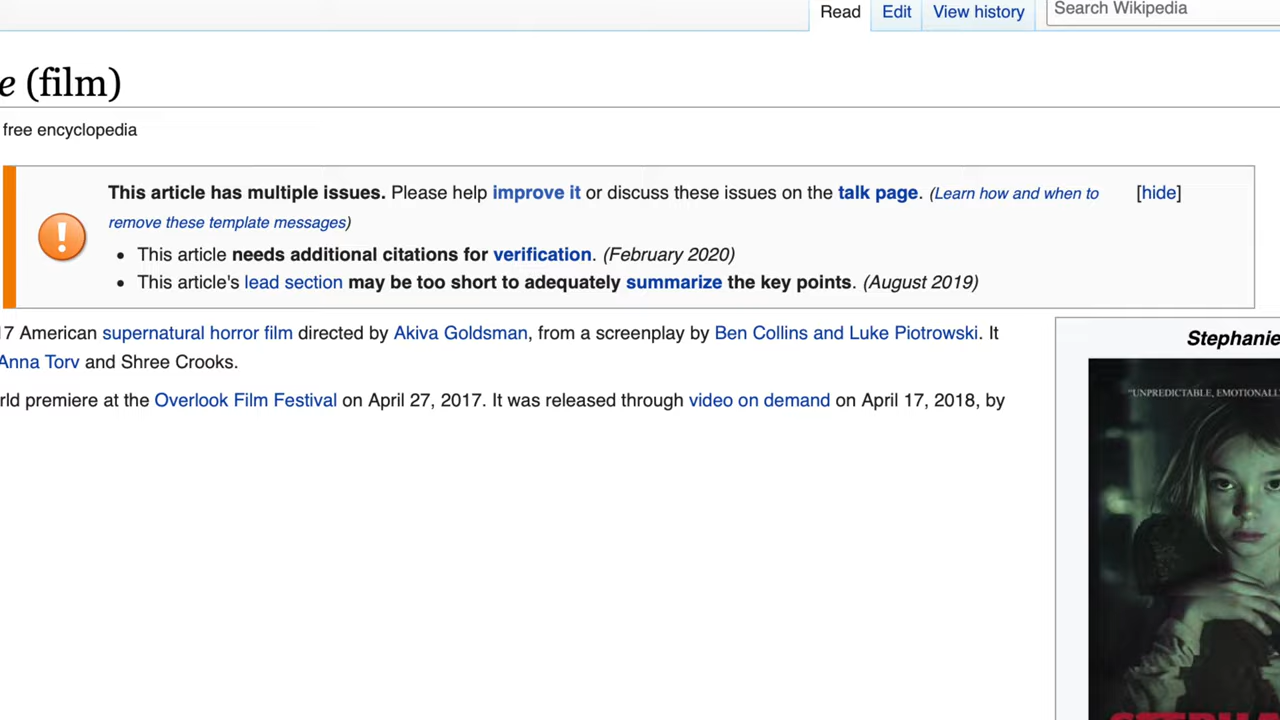 Read Edit View history Search Wikipedia
e (film)
free encyclopedia
This article has multiple issues. Please help improve it or discuss these issues on the talk page. (Learn how and when to [hide]
remove these template messages)
• This article needs additional citations for verification. (February 2020)
• This article's lead section may be too short to adequately summarize the key points. (August 2019)
17 American supernatural horror film directed by Akiva Goldsman, from a screenplay by Ben Collins and Luke Piotrowski. It
Anna Torv and Shree Crooks.
rld premiere at the Overlook Film Festival on April 27, 2017. It was released through video on demand on April 17, 2018, by
Stephanie
"UNPREDICTABLE, EMOTIONALL